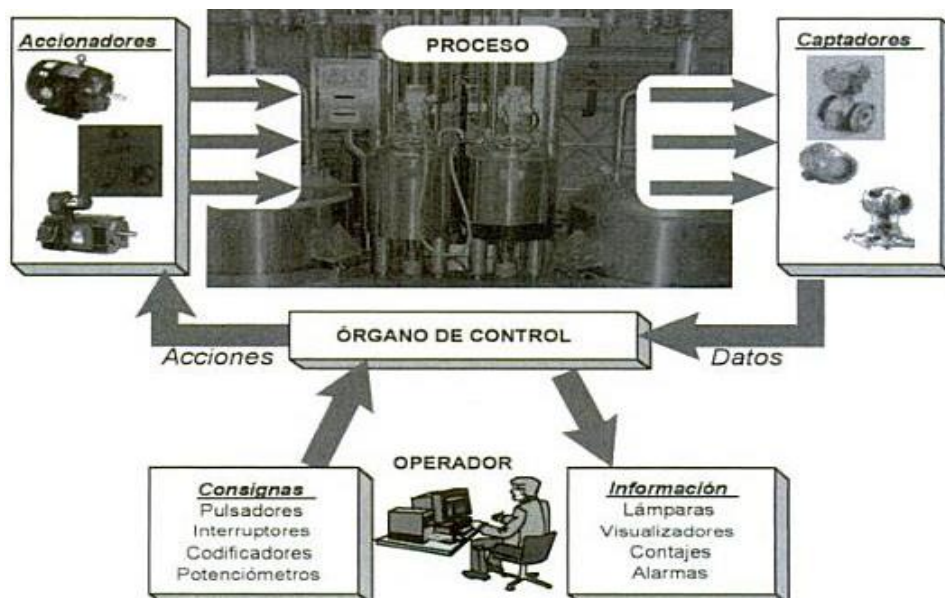 Accionadores
PROCESO
Captadores
ÓRGANO DE CONTROL
Acciones
Datos
OPERADOR
Consignas
Pulsadores
Interruptores
Codificadores
Potenciómetros
Información
Lámparas
Visualizadores
Contajes
Alarmas